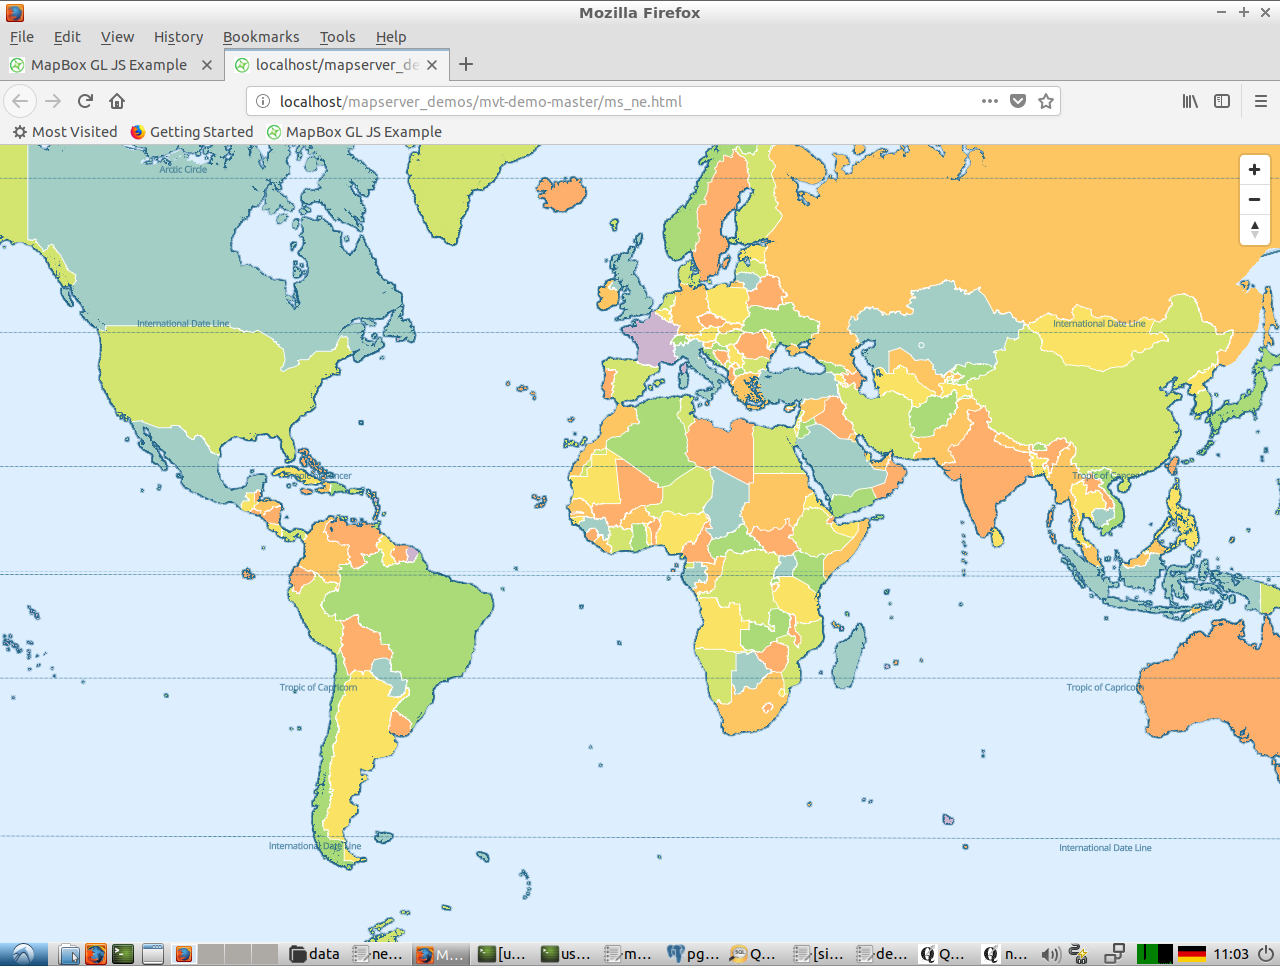 Mozilla Firefox
File Edit View History Bookmarks Tools Help
MapBox GL JS Example
localhost/mapserver_de
localhost/mapserver_demos/mvt-demo-master/ms_ne.html
Most Visited Getting Started MapBox GL JS Example
Arctic Circle
International Date Line International Date Line
Tropic of Cancer Tropic of Cancer
Tropic of Capricorn Tropic of Capricorn
International Date Line International Date Line
data ne... M... [u... us... m... pg... Q... [si... de... Q... n... 11:03